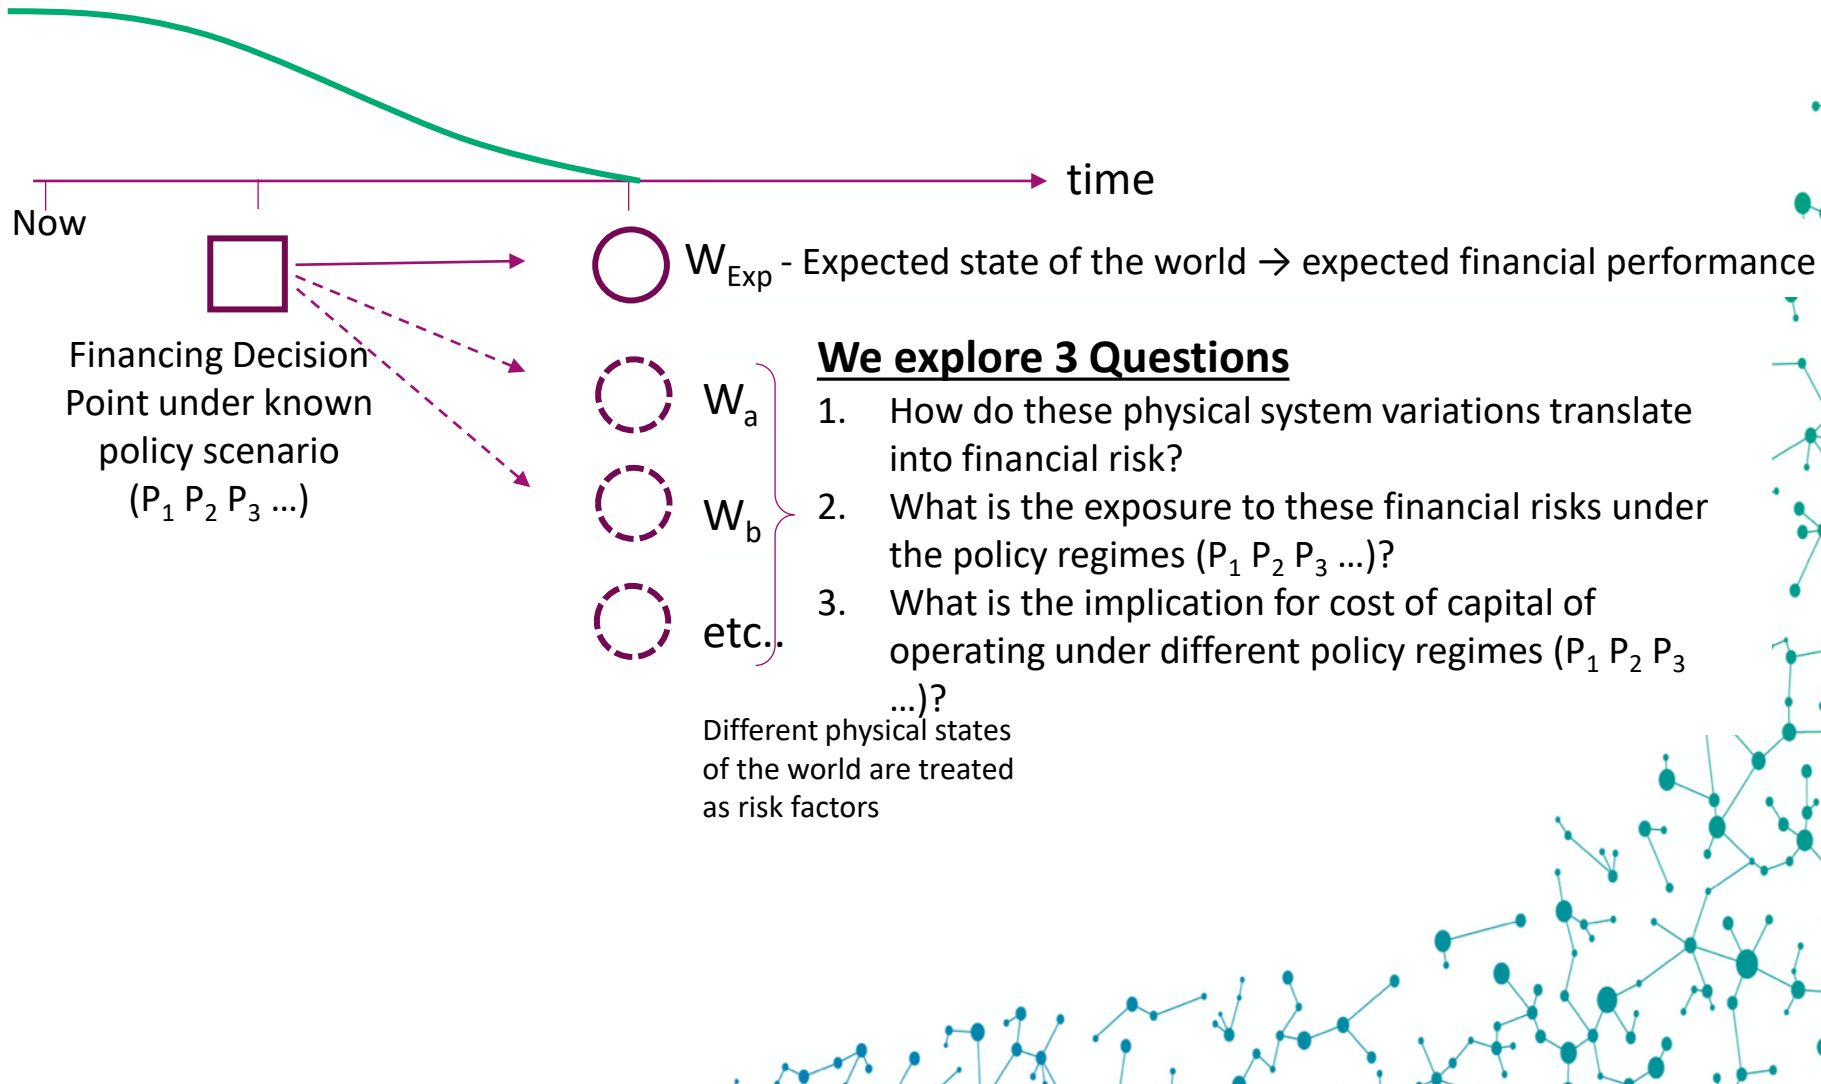 time
Now
W_Exp - Expected state of the world → expected financial performance
Financing Decision
Point under known
policy scenario
(P₁ P₂ P₃ ...)
W_a
W_b
etc..
We explore 3 Questions
1. How do these physical system variations translate
into financial risk?
2. What is the exposure to these financial risks under
the policy regimes (P₁ P₂ P₃ ...)?
3. What is the implication for cost of capital of
operating under different policy regimes (P₁ P₂ P₃
...)?
Different physical states
of the world are treated
as risk factors